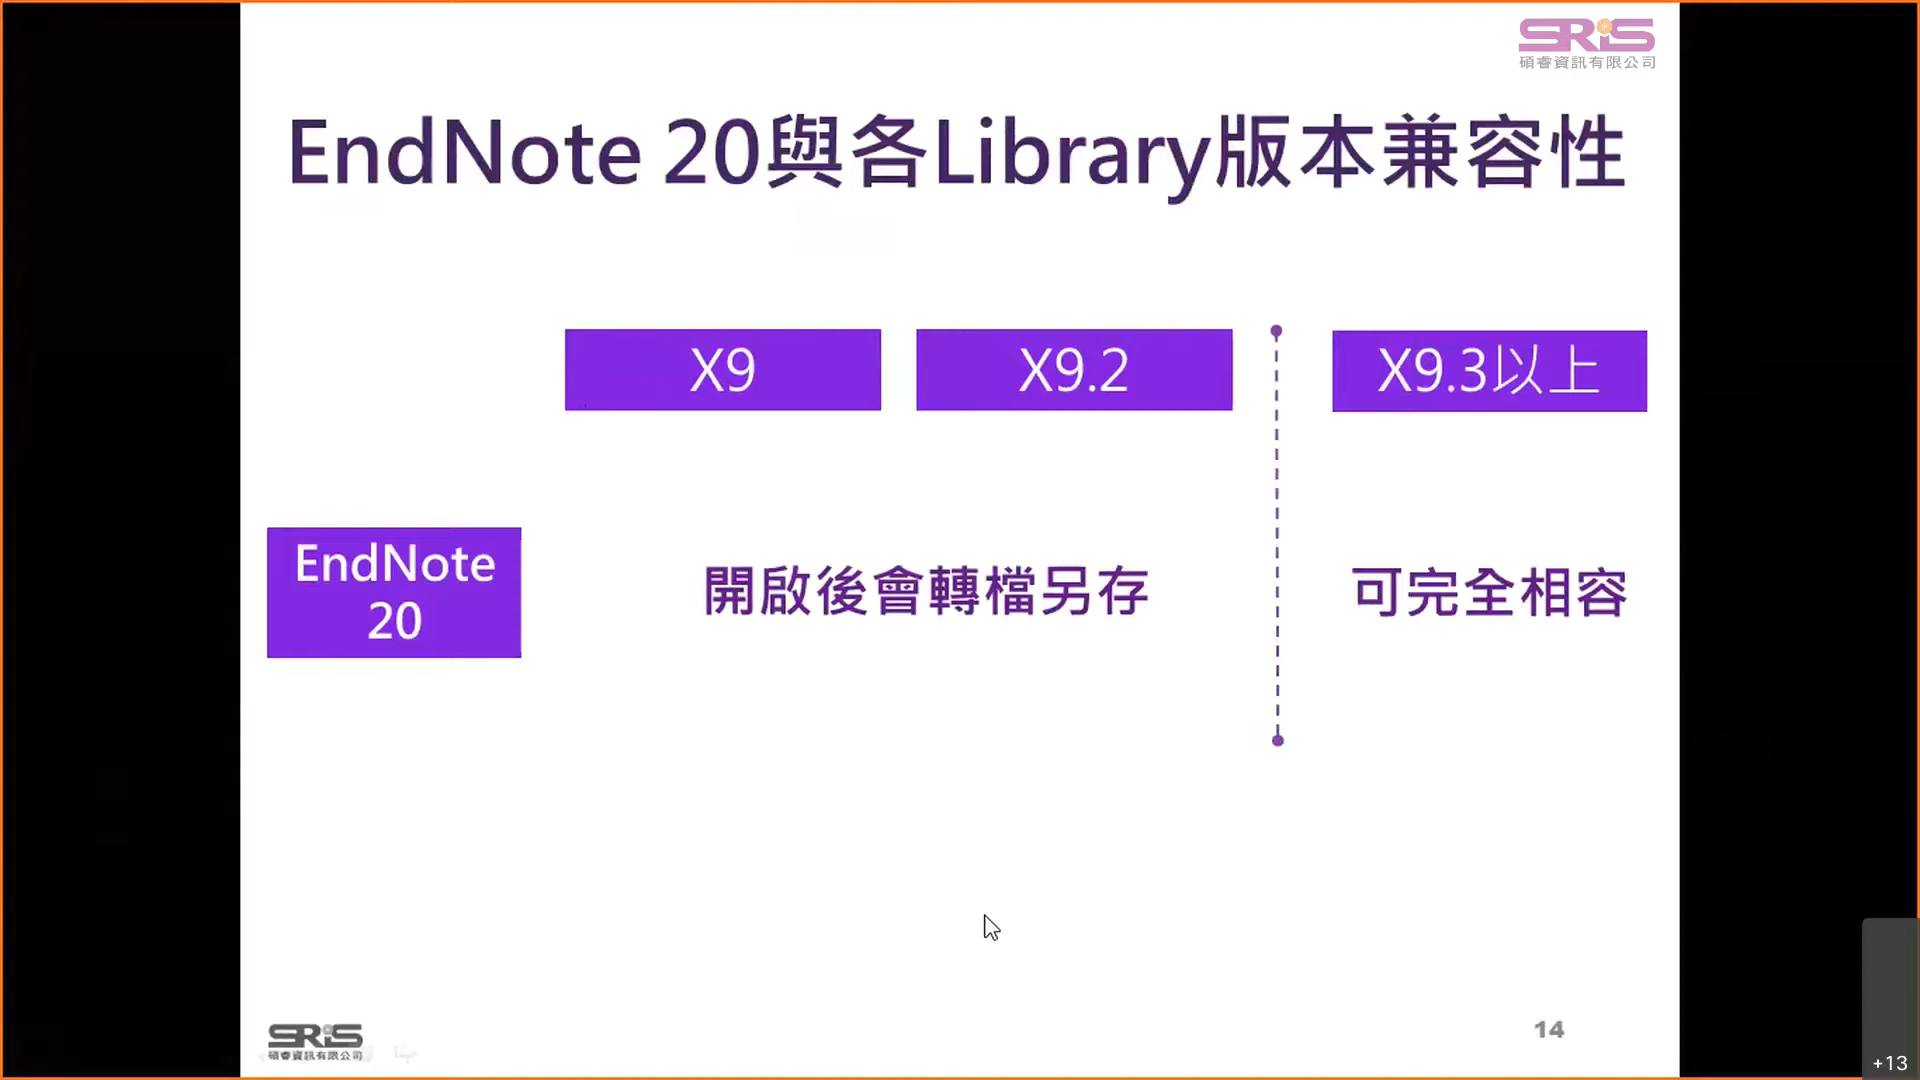 SRIS
碩睿資訊有限公司
EndNote 20與各Library版本兼容性
X9
X9.2
X9.3以上
EndNote
20
開啟後會轉檔另存
可完全相容
SRIS
碩睿資訊有限公司
14
+13